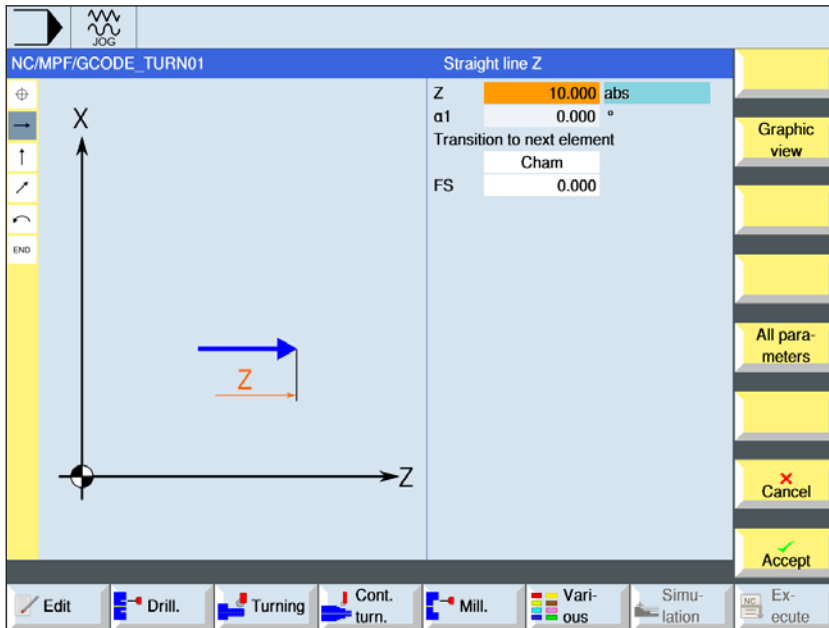 JOG
NC/MPF/GCODE_TURN01
Straight line Z
Z 10.000 abs
α1 0.000 °
Transition to next element
Cham
FS 0.000
END
X
Z
Z
Graphic
view
All para-
meters
Cancel
Accept
Edit
Drill.
Turning
Cont.
turn.
Mill.
Vari-
ous
Simu-
lation
NC
Ex-
ecute